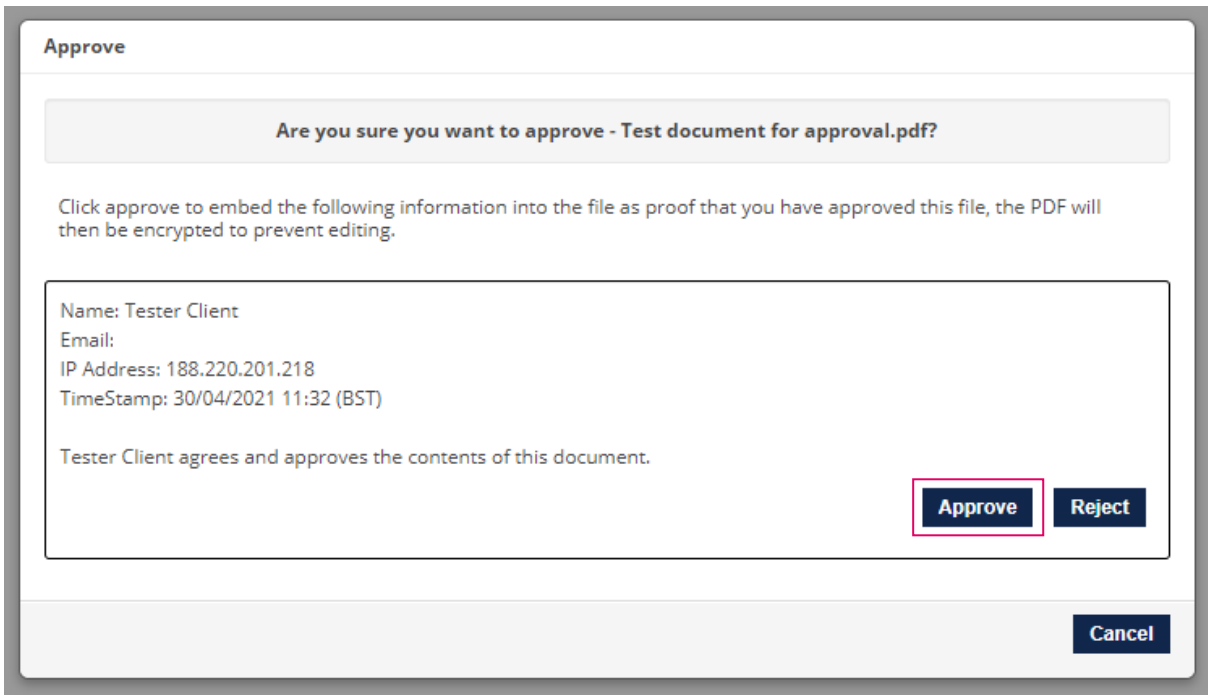 Approve
Are you sure you want to approve - Test document for approval.pdf?
Click approve to embed the following information into the file as proof that you have approved this file, the PDF will
then be encrypted to prevent editing.
Name: Tester Client
Email:
IP Address: 188.220.201.218
TimeStamp: 30/04/2021 11:32 (BST)
Tester Client agrees and approves the contents of this document.
Approve Reject
Cancel